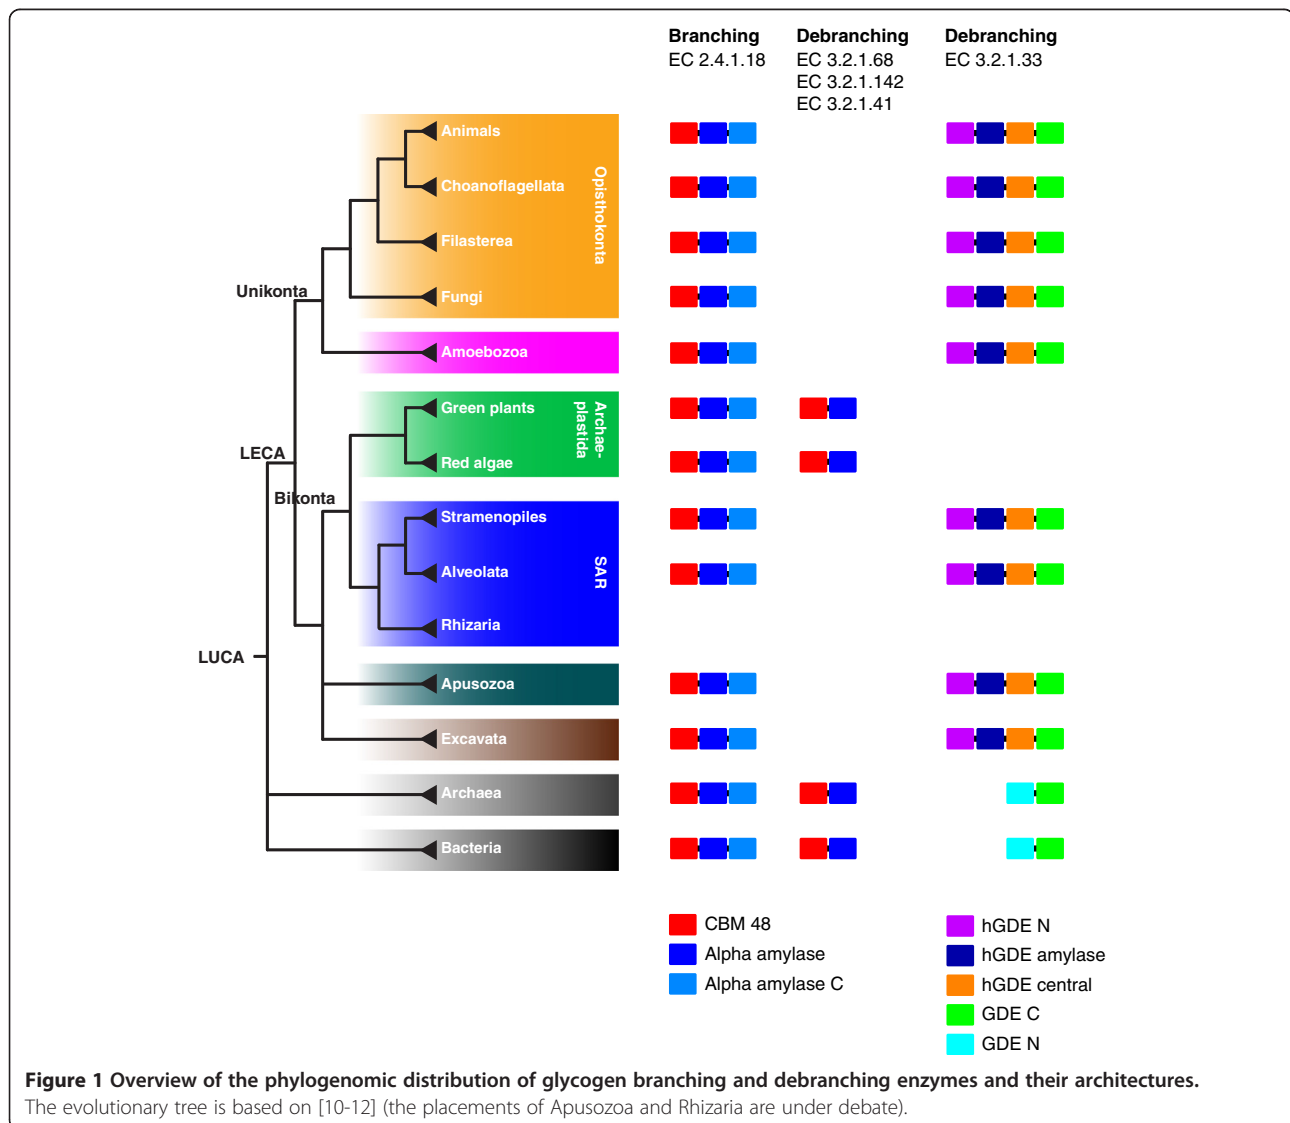 Branching
EC 2.4.1.18
Debranching
EC 3.2.1.68
EC 3.2.1.142
EC 3.2.1.41
Debranching
EC 3.2.1.33
Animals
Choanoflagellata
Filasterea
Fungi
Opisthokonta
Unikonta
Amoebozoa
Green plants
Red algae
Archae-
plastida
LECA
Bikonta
Stramenopiles
Alveolata
Rhizaria
SAR
LUCA
Apusozoa
Excavata
Archaea
Bacteria
CBM 48
Alpha amylase
Alpha amylase C
hGDE N
hGDE amylase
hGDE central
GDE C
GDE N
Figure 1 Overview of the phylogenomic distribution of glycogen branching and debranching enzymes and their architectures.
The evolutionary tree is based on [10-12] (the placements of Apusozoa and Rhizaria are under debate).